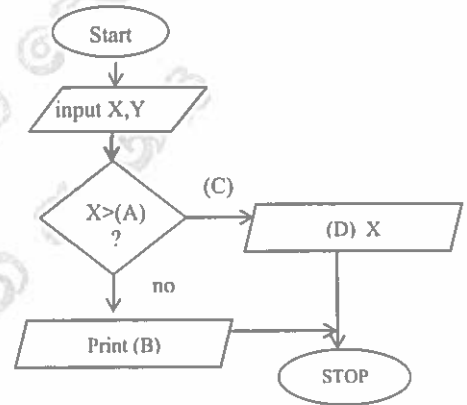 Start
input X,Y
X>(A)
?
(C)
(D) X
no
Print (B)
STOP